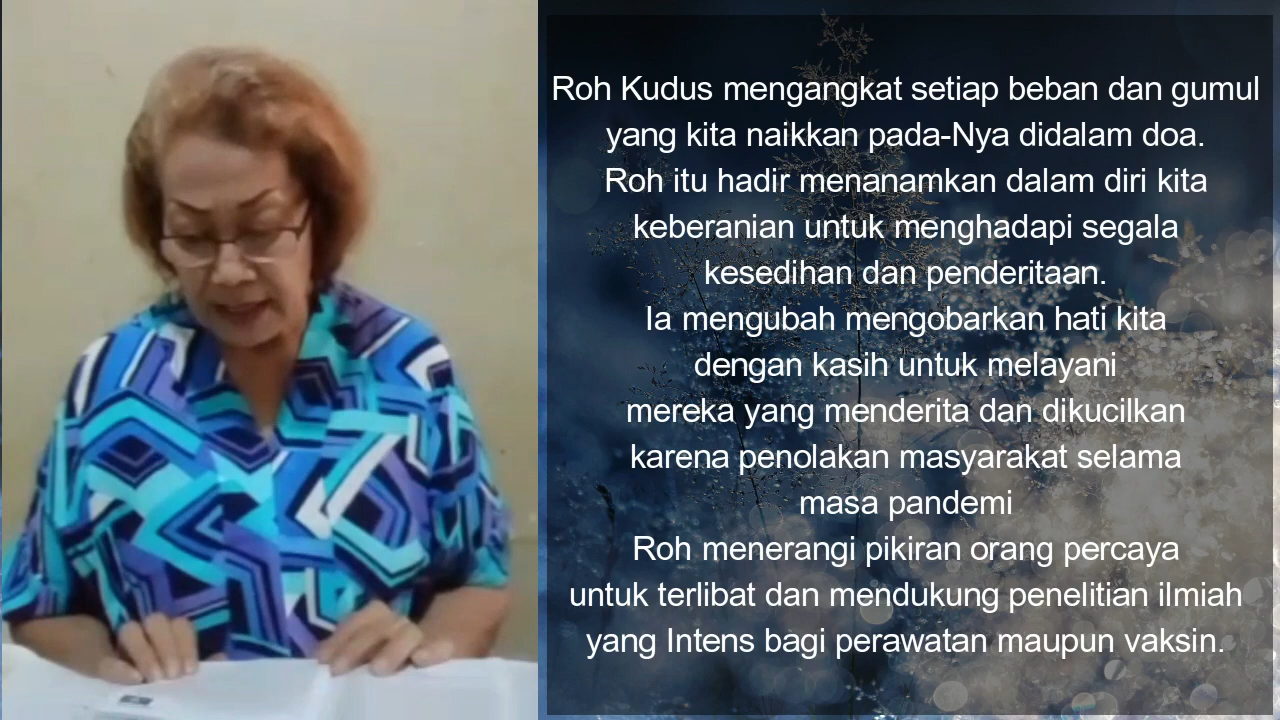 Roh Kudus mengangkat setiap beban dan gumul
yang kita naikkan pada-Nya didalam doa.
Roh itu hadir menanamkan dalam diri kita
keberanian untuk menghadapi segala
kesedihan dan penderitaan.
Ia mengubah mengobarkan hati kita
dengan kasih untuk melayani
mereka yang menderita dan dikucilkan
karena penolakan masyarakat selama
masa pandemi
Roh menerangi pikiran orang percaya
untuk terlibat dan mendukung penelitian ilmiah
yang Intens bagi perawatan maupun vaksin.